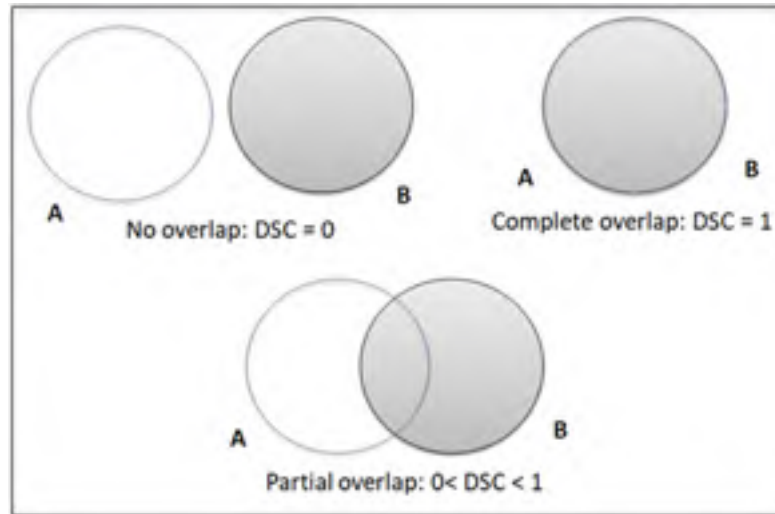 A
B
No overlap: DSC = 0
A
B
Complete overlap: DSC = 1
A
B
Partial overlap: 0< DSC < 1